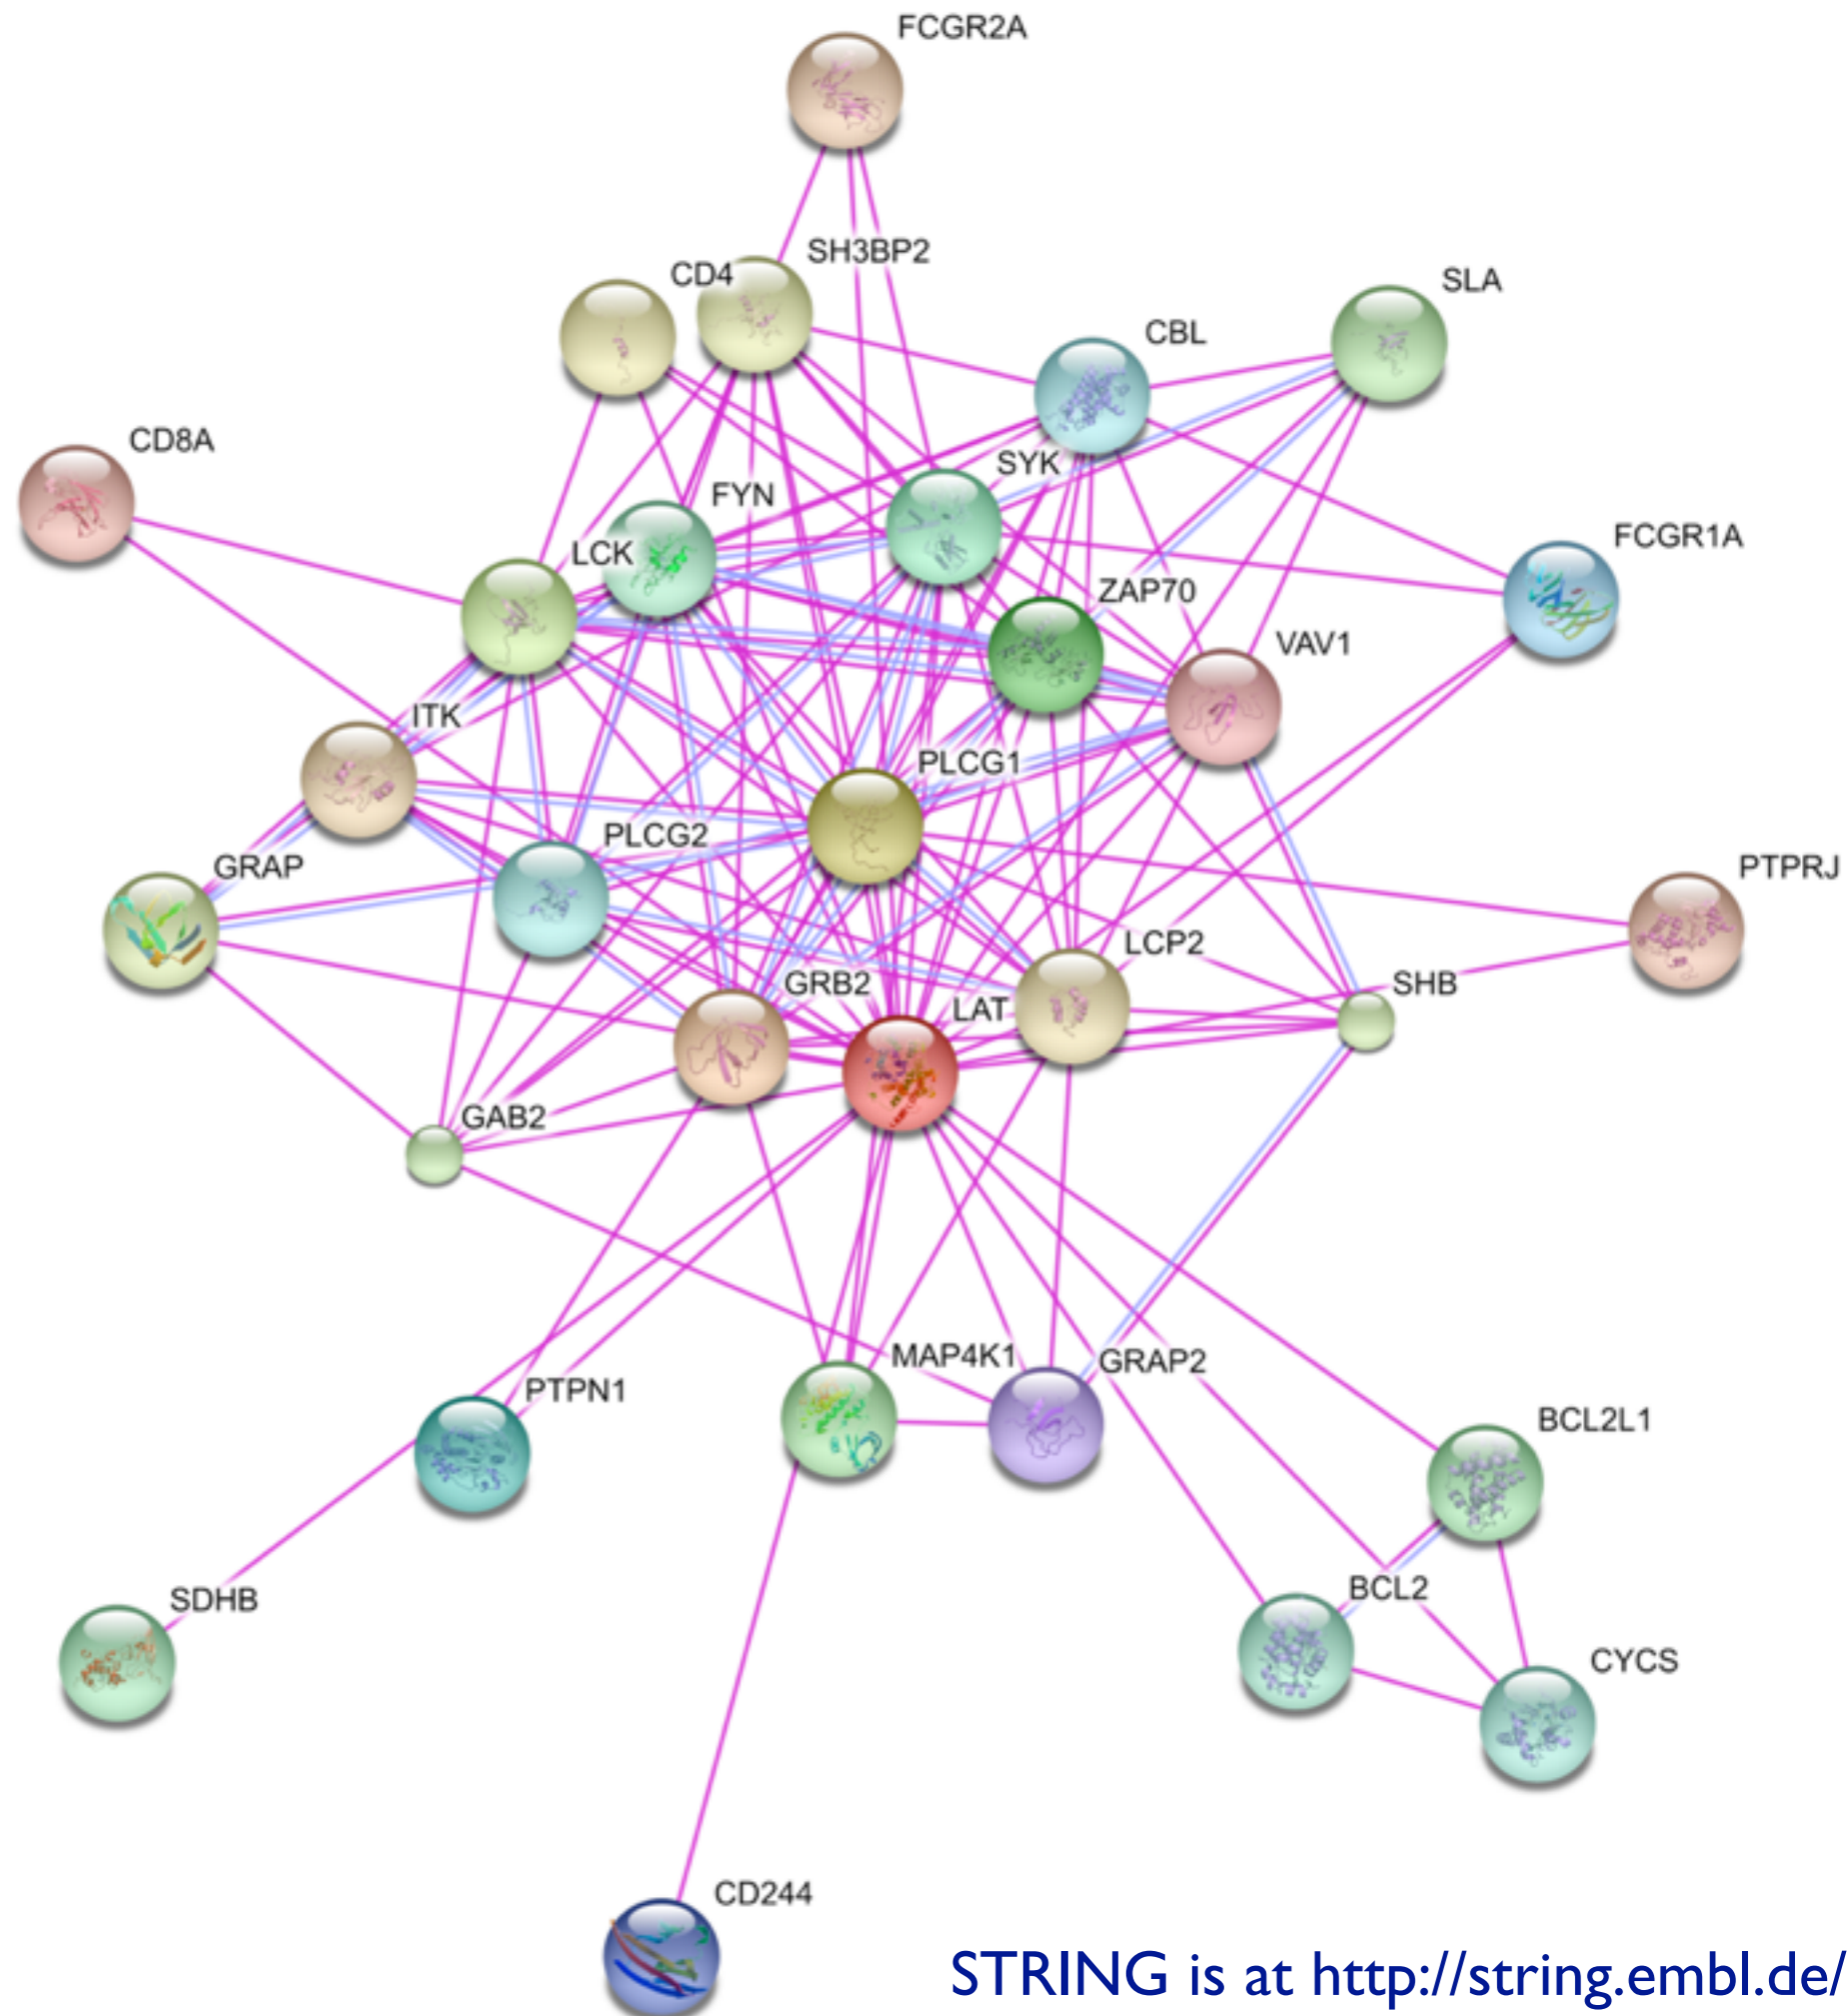 FCGR2A
SH3BP2
CD4
SLA
CBL
CD8A
SYK
FYN
FCGR1A
LCK
ZAP70
VAV1
ITK
PLCG1
PLCG2
GRAP
PTPRJ
LCP2
GRB2
SHB
LAT
GAB2
MAP4K1
GRAP2
PTPN1
BCL2L1
BCL2
SDHB
CYCS
CD244
STRING is at http://string.embl.de/